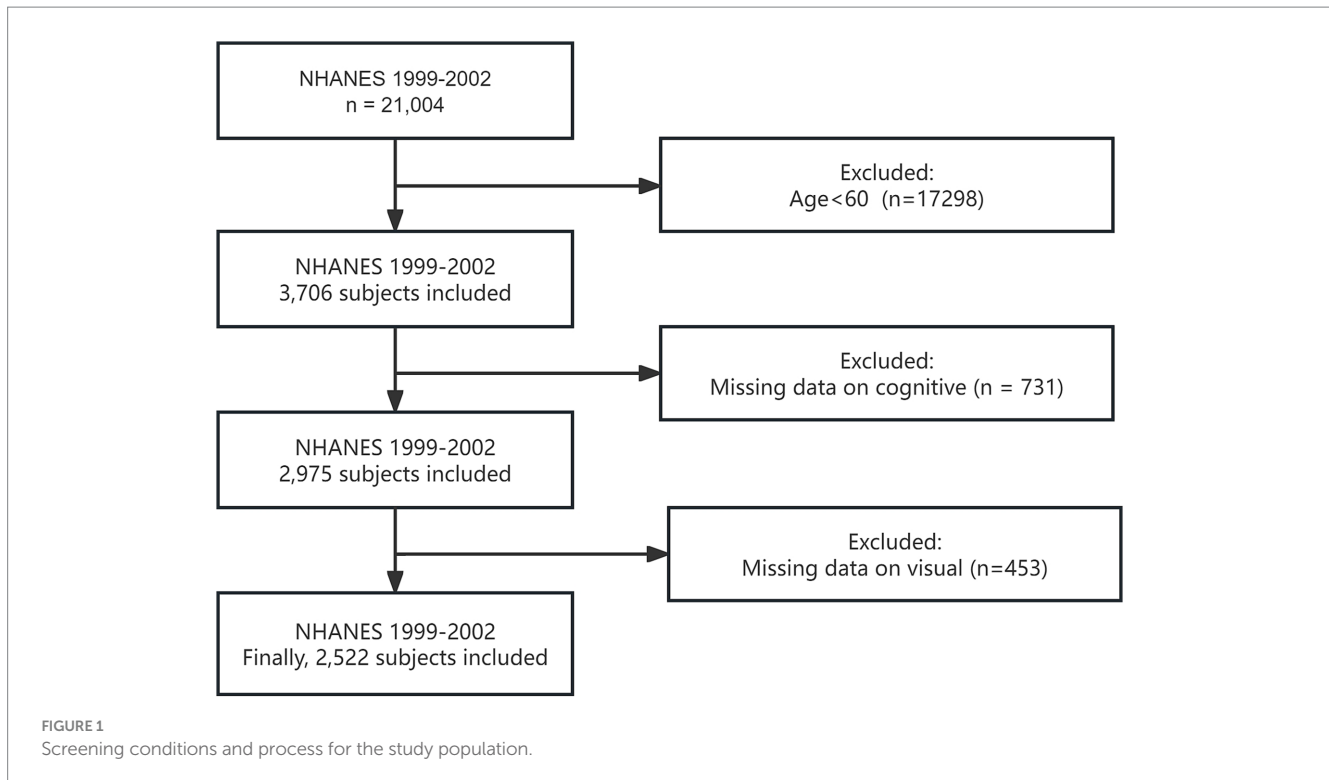 NHANES 1999-2002
n = 21,004
Excluded:
Age<60 (n=17298)
NHANES 1999-2002
3,706 subjects included
Excluded:
Missing data on cognitive (n = 731)
NHANES 1999-2002
2,975 subjects included
Excluded:
Missing data on visual (n=453)
NHANES 1999-2002
Finally, 2,522 subjects included
FIGURE 1
Screening conditions and process for the study population.